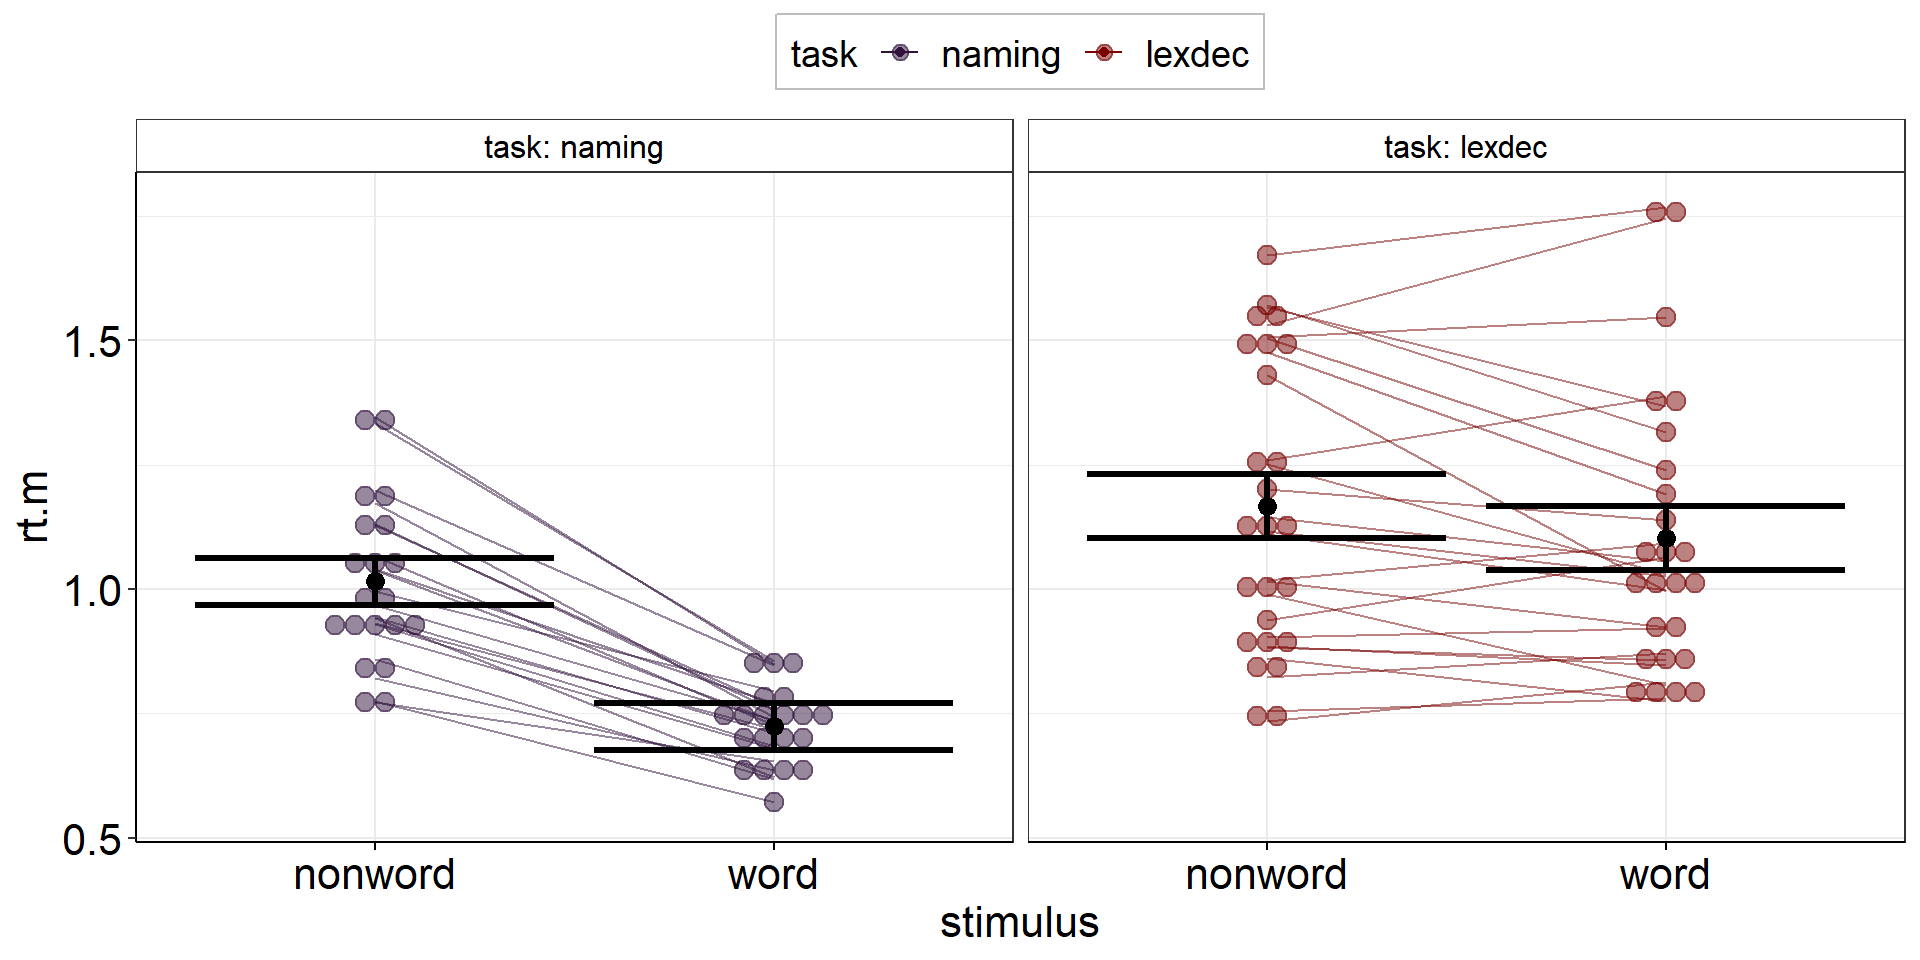 task naming lexdec
task: naming
task: lexdec
rt.m
1.5
1.0
0.5
nonword word
nonword word
stimulus